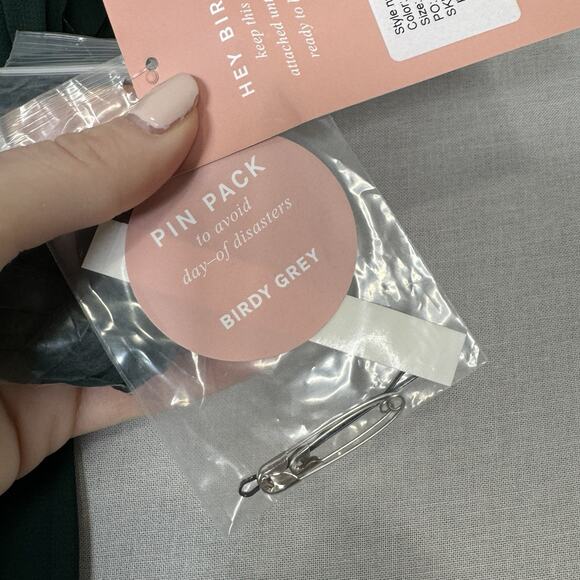 HEY BIR
keep this
attached un
ready to
Style n
Color:
Size:
PO:
SK
PIN PACK
to avoid
day-of disasters
BIRDY GREY